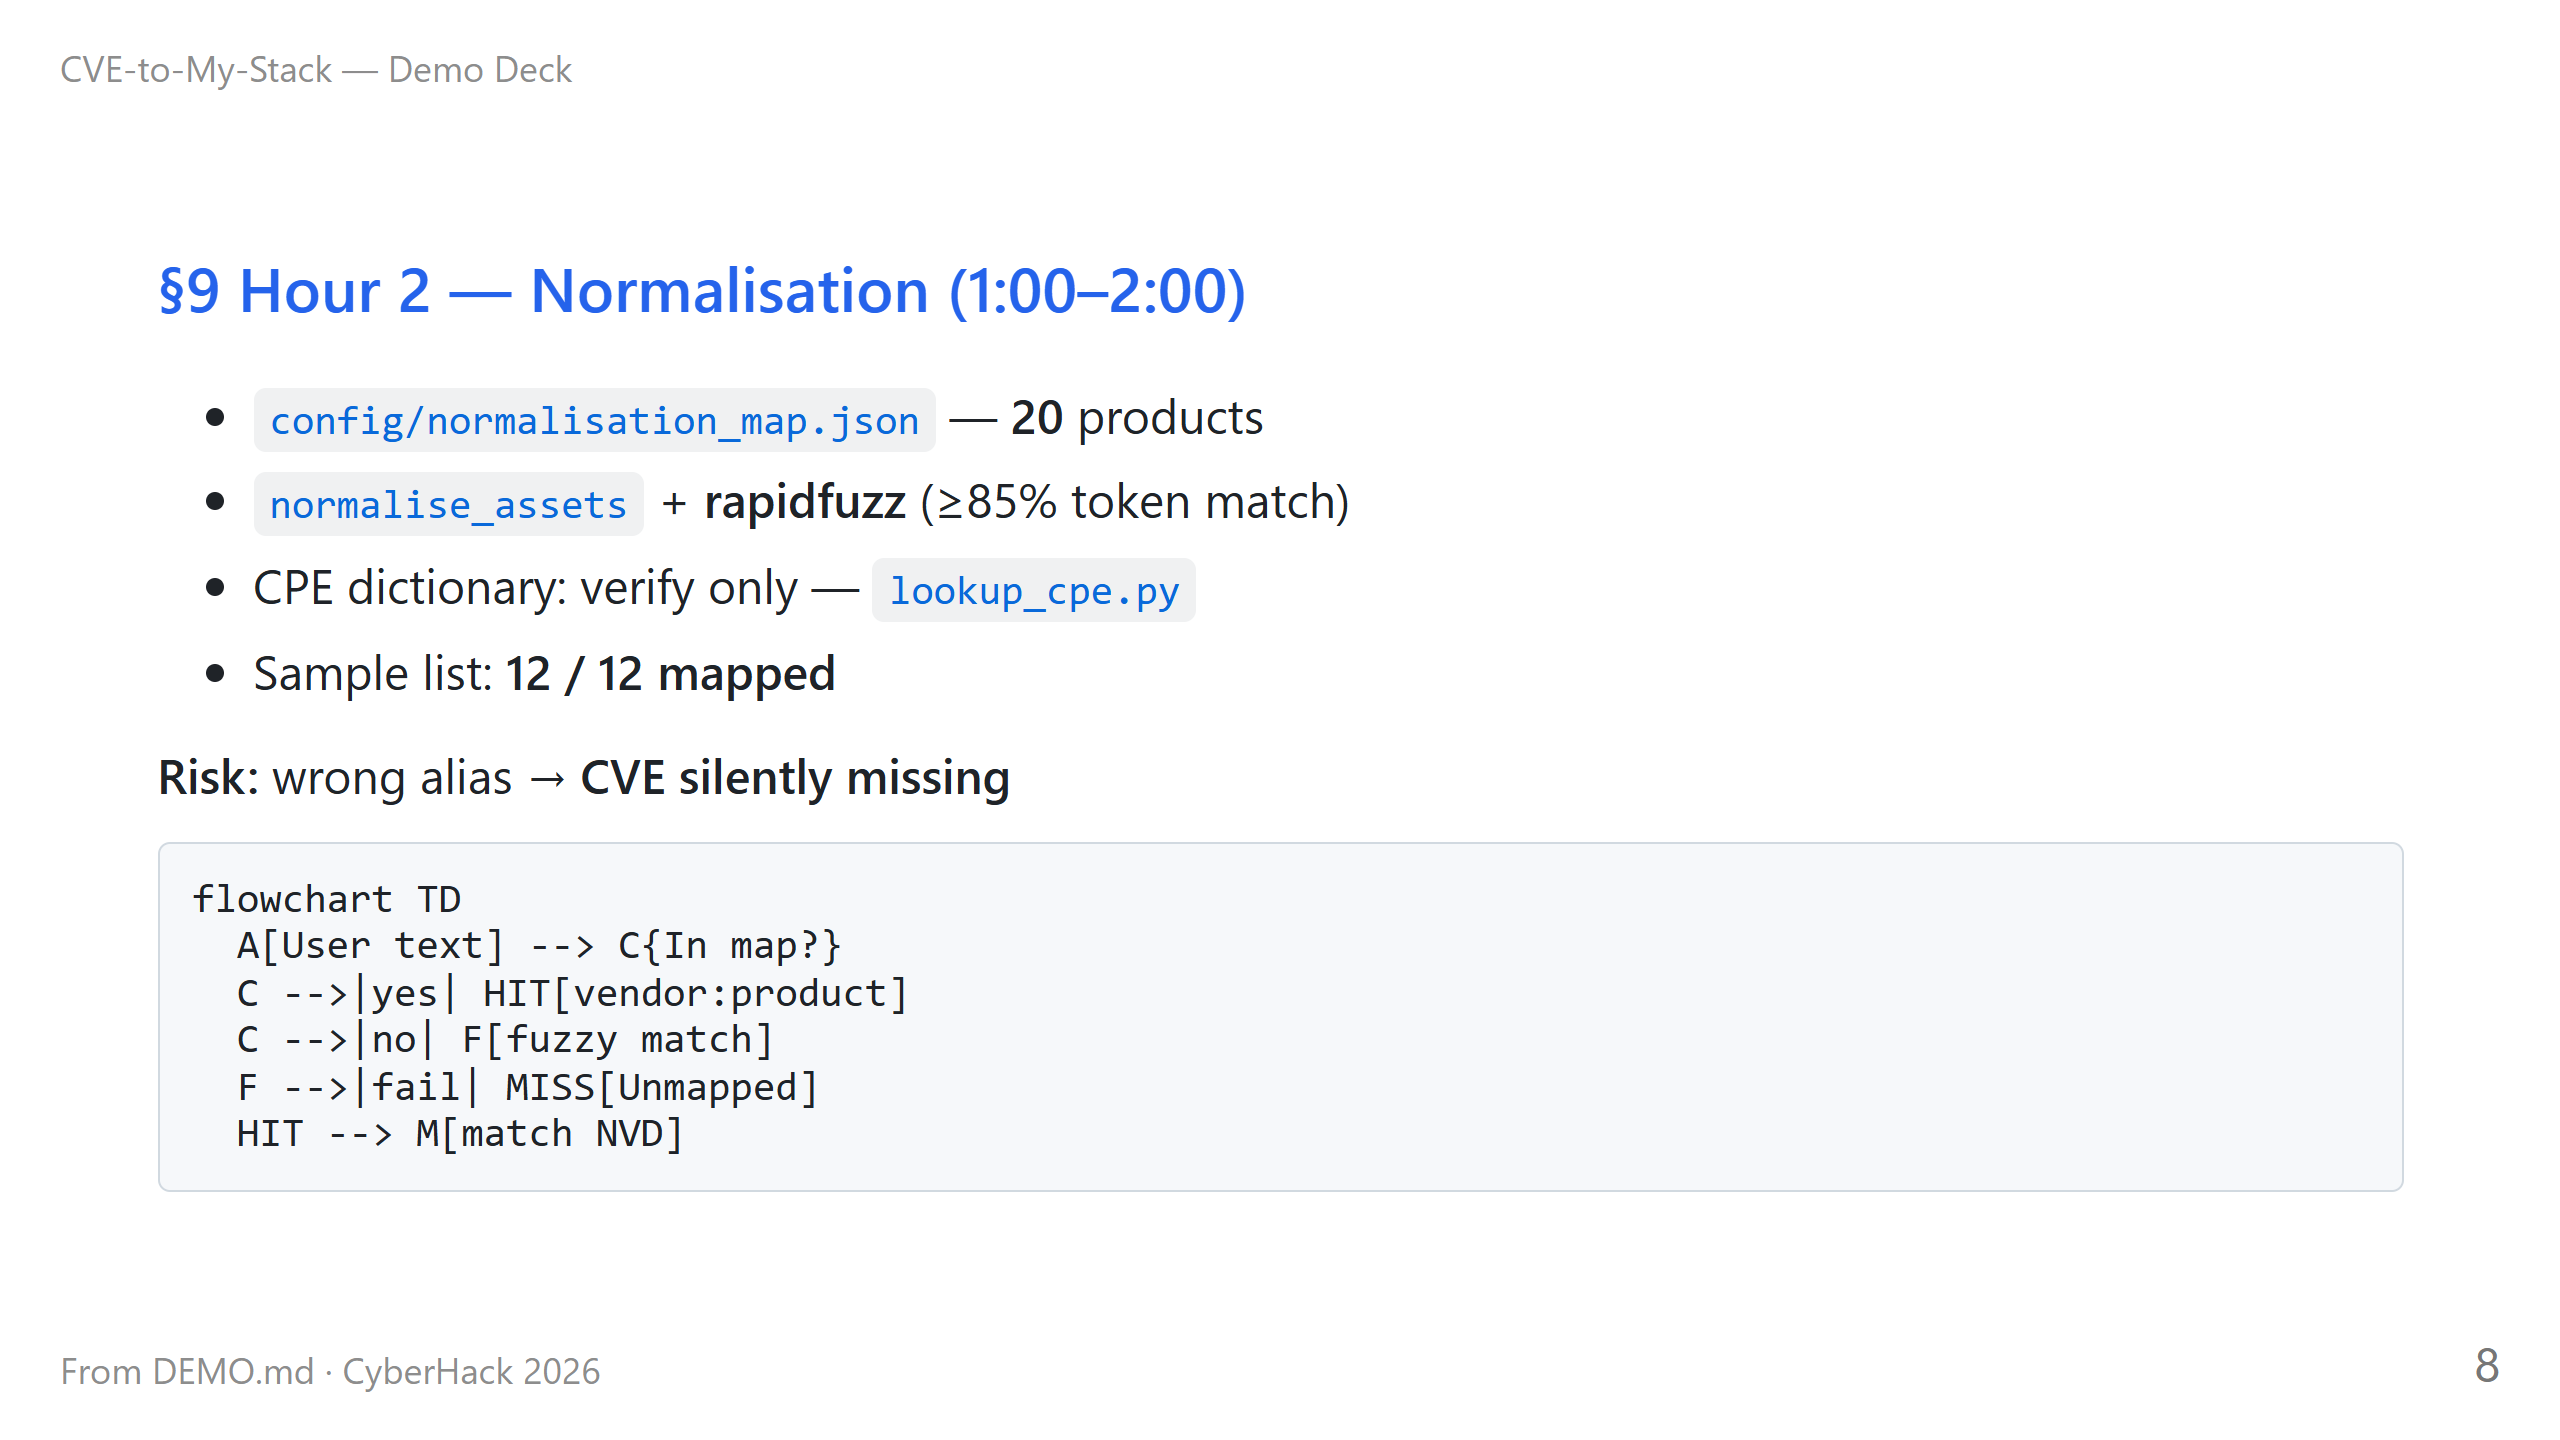 CVE-to-My-Stack — Demo Deck
§9 Hour 2 — Normalisation (1:00–2:00)
• config/normalisation_map.json — 20 products
• normalise_assets + rapidfuzz (≥85% token match)
• CPE dictionary: verify only — lookup_cpe.py
• Sample list: 12 / 12 mapped
Risk: wrong alias → CVE silently missing
flowchart TD
  A[User text] --> C{In map?}
  C -->|yes| HIT[vendor:product]
  C -->|no| F[fuzzy match]
  F -->|fail| MISS[Unmapped]
  HIT --> M[match NVD]
From DEMO.md · CyberHack 2026
8